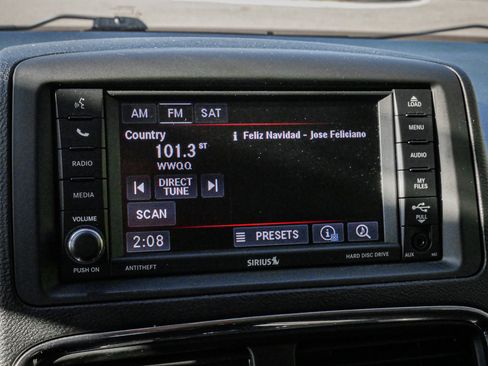 AM FM SAT
Country
i Feliz Navidad - Jose Feliciano
101.3 ST
WWQQ
DIRECT
TUNE
SCAN
2:08
PRESETS
RADIO
MEDIA
VOLUME
PUSH ON
ANTITHEFT
SIRIUS
HARD DISC DRIVE
LOAD
MENU
AUDIO
MY
FILES
PULL
AUX